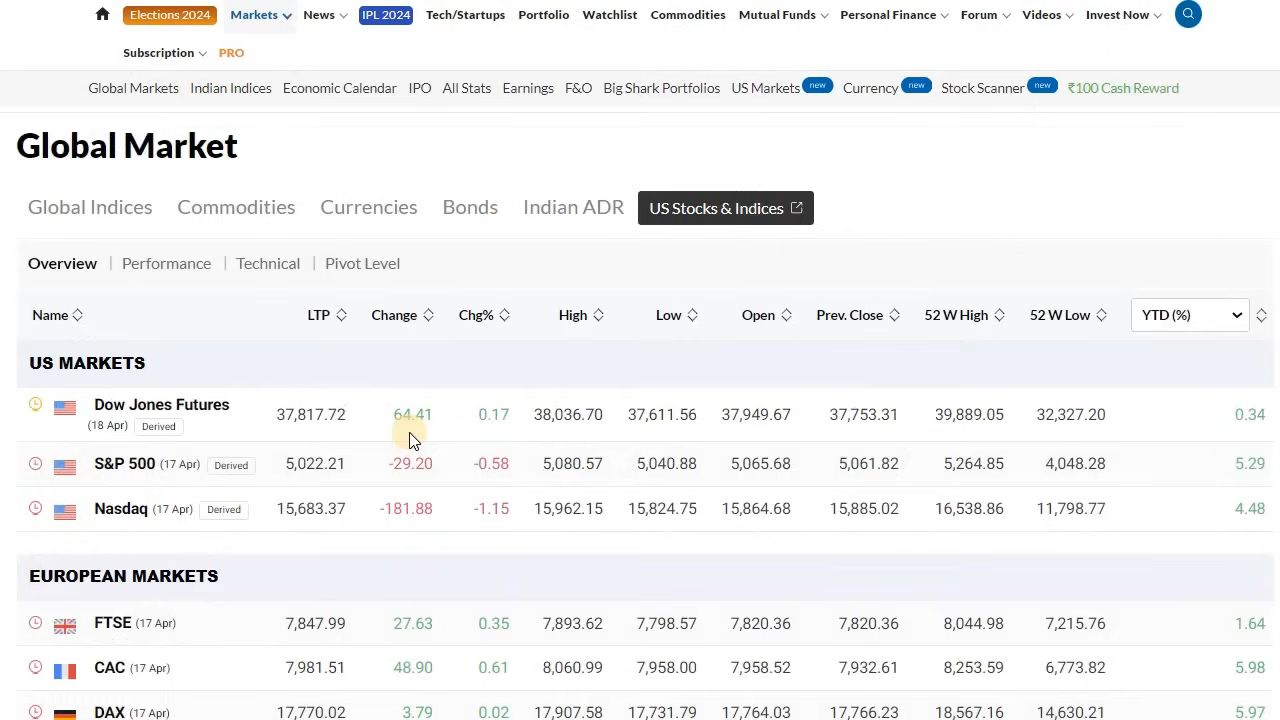 Elections 2024 Markets News IPL 2024 Tech/Startups Portfolio Watchlist Commodities Mutual Funds Personal Finance Forum Videos Invest Now
Subscription PRO
Global Markets Indian Indices Economic Calendar IPO All Stats Earnings F&O Big Shark Portfolios US Markets new Currency new Stock Scanner new ₹100 Cash Reward
Global Market
Global Indices Commodities Currencies Bonds Indian ADR US Stocks & Indices
Overview | Performance | Technical | Pivot Level
Name LTP Change Chg% High Low Open Prev. Close 52 W High 52 W Low YTD (%)
US MARKETS
Dow Jones Futures (18 Apr) Derived 37,817.72 64.41 0.17 38,036.70 37,611.56 37,949.67 37,753.31 39,889.05 32,327.20 0.34
S&P 500 (17 Apr) Derived 5,022.21 -29.20 -0.58 5,080.57 5,040.88 5,065.68 5,061.82 5,264.85 4,048.28 5.29
Nasdaq (17 Apr) Derived 15,683.37 -181.88 -1.15 15,962.15 15,824.75 15,864.68 15,885.02 16,538.86 11,798.77 4.48
EUROPEAN MARKETS
FTSE (17 Apr) 7,847.99 27.63 0.35 7,893.62 7,798.57 7,820.36 7,820.36 8,044.98 7,215.76 1.64
CAC (17 Apr) 7,981.51 48.90 0.61 8,060.99 7,958.00 7,958.52 7,932.61 8,253.59 6,773.82 5.98
DAX (17 Apr) 17,770.02 3.79 0.02 17,907.58 17,731.79 17,764.03 17,766.23 18,567.16 14,630.21 5.97